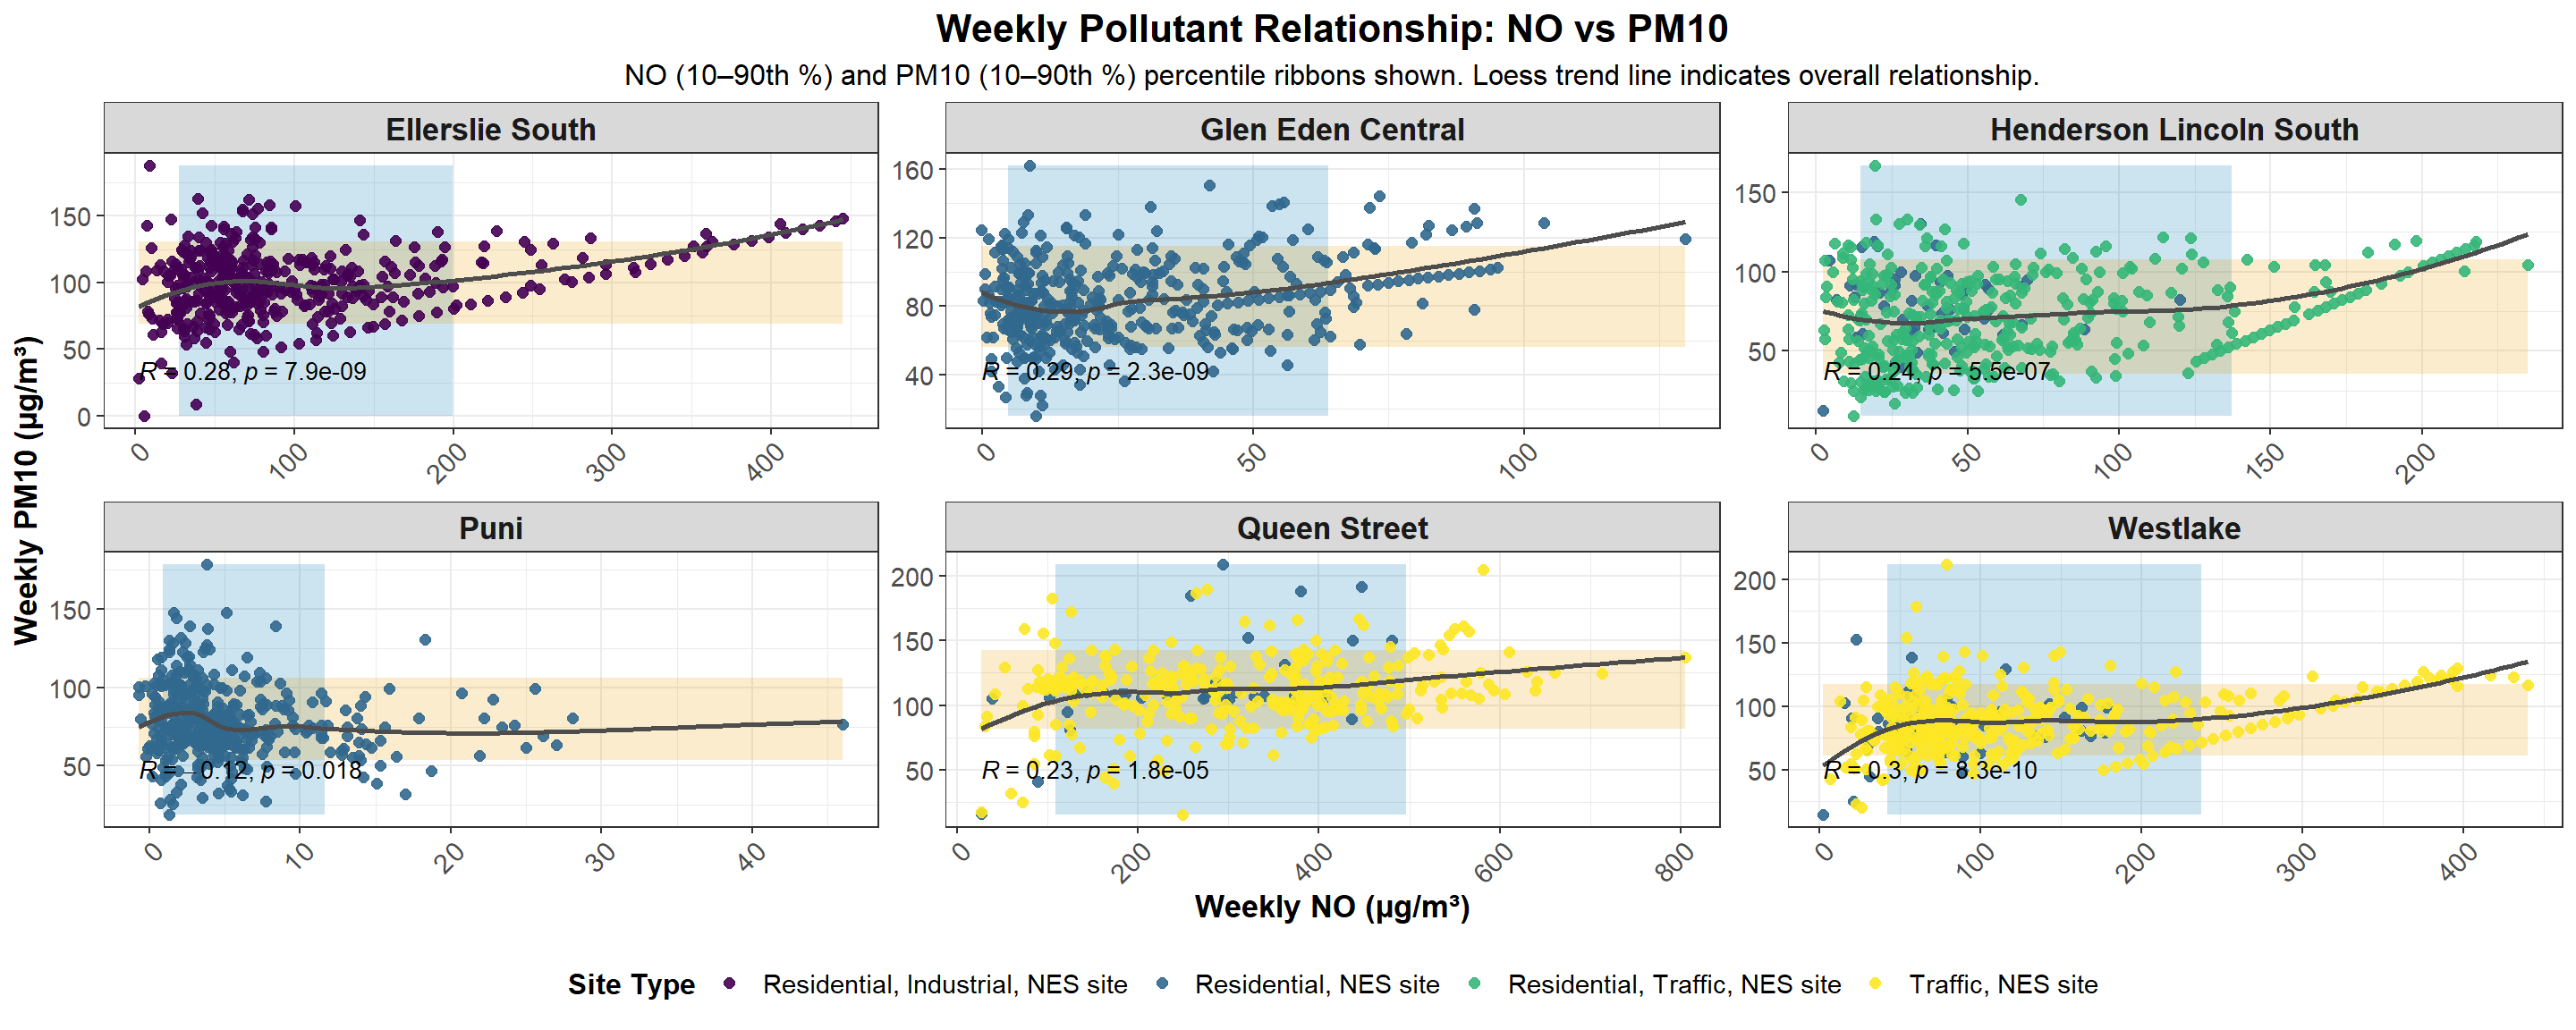 Weekly Pollutant Relationship: NO vs PM10
NO (10–90th %) and PM10 (10–90th %) percentile ribbons shown. Loess trend line indicates overall relationship.
Ellerslie South
Glen Eden Central
Henderson Lincoln South
150
100
50
0
R = 0.28, p = 7.9e-09
0
100
200
300
400
160
120
80
40
R = 0.29, p = 2.3e-09
0
50
100
150
100
50
R = 0.24, p = 5.5e-07
0
50
100
150
200
Puni
Queen Street
Westlake
150
100
50
R = −0.12, p = 0.018
0
10
20
30
40
200
150
100
50
R = 0.23, p = 1.8e-05
0
200
400
600
800
200
150
100
50
R = 0.3, p = 8.3e-10
0
100
200
300
400
Weekly PM10 (µg/m³)
Weekly NO (µg/m³)
Site Type
Residential, Industrial, NES site
Residential, NES site
Residential, Traffic, NES site
Traffic, NES site